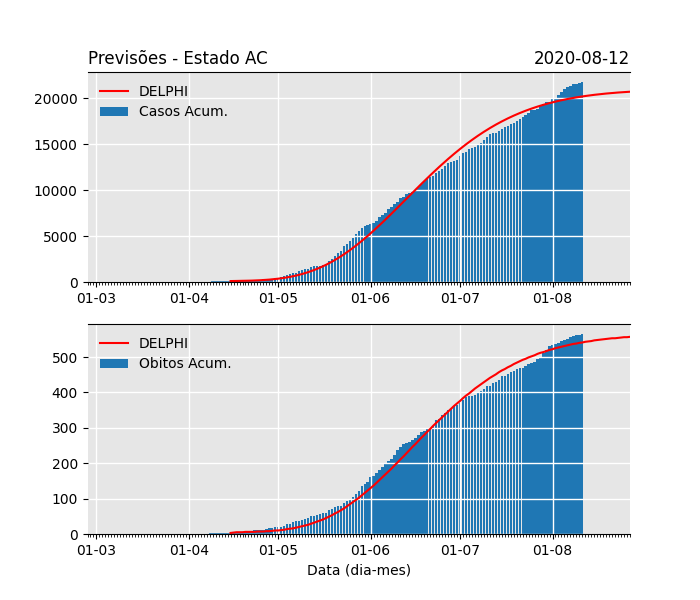 Previsões - Estado AC 2020-08-12
DELPHI
Casos Acum.
20000
15000
10000
5000
0
01-03 01-04 01-05 01-06 01-07 01-08
DELPHI
Obitos Acum.
500
400
300
200
100
0
01-03 01-04 01-05 01-06 01-07 01-08
Data (dia-mes)